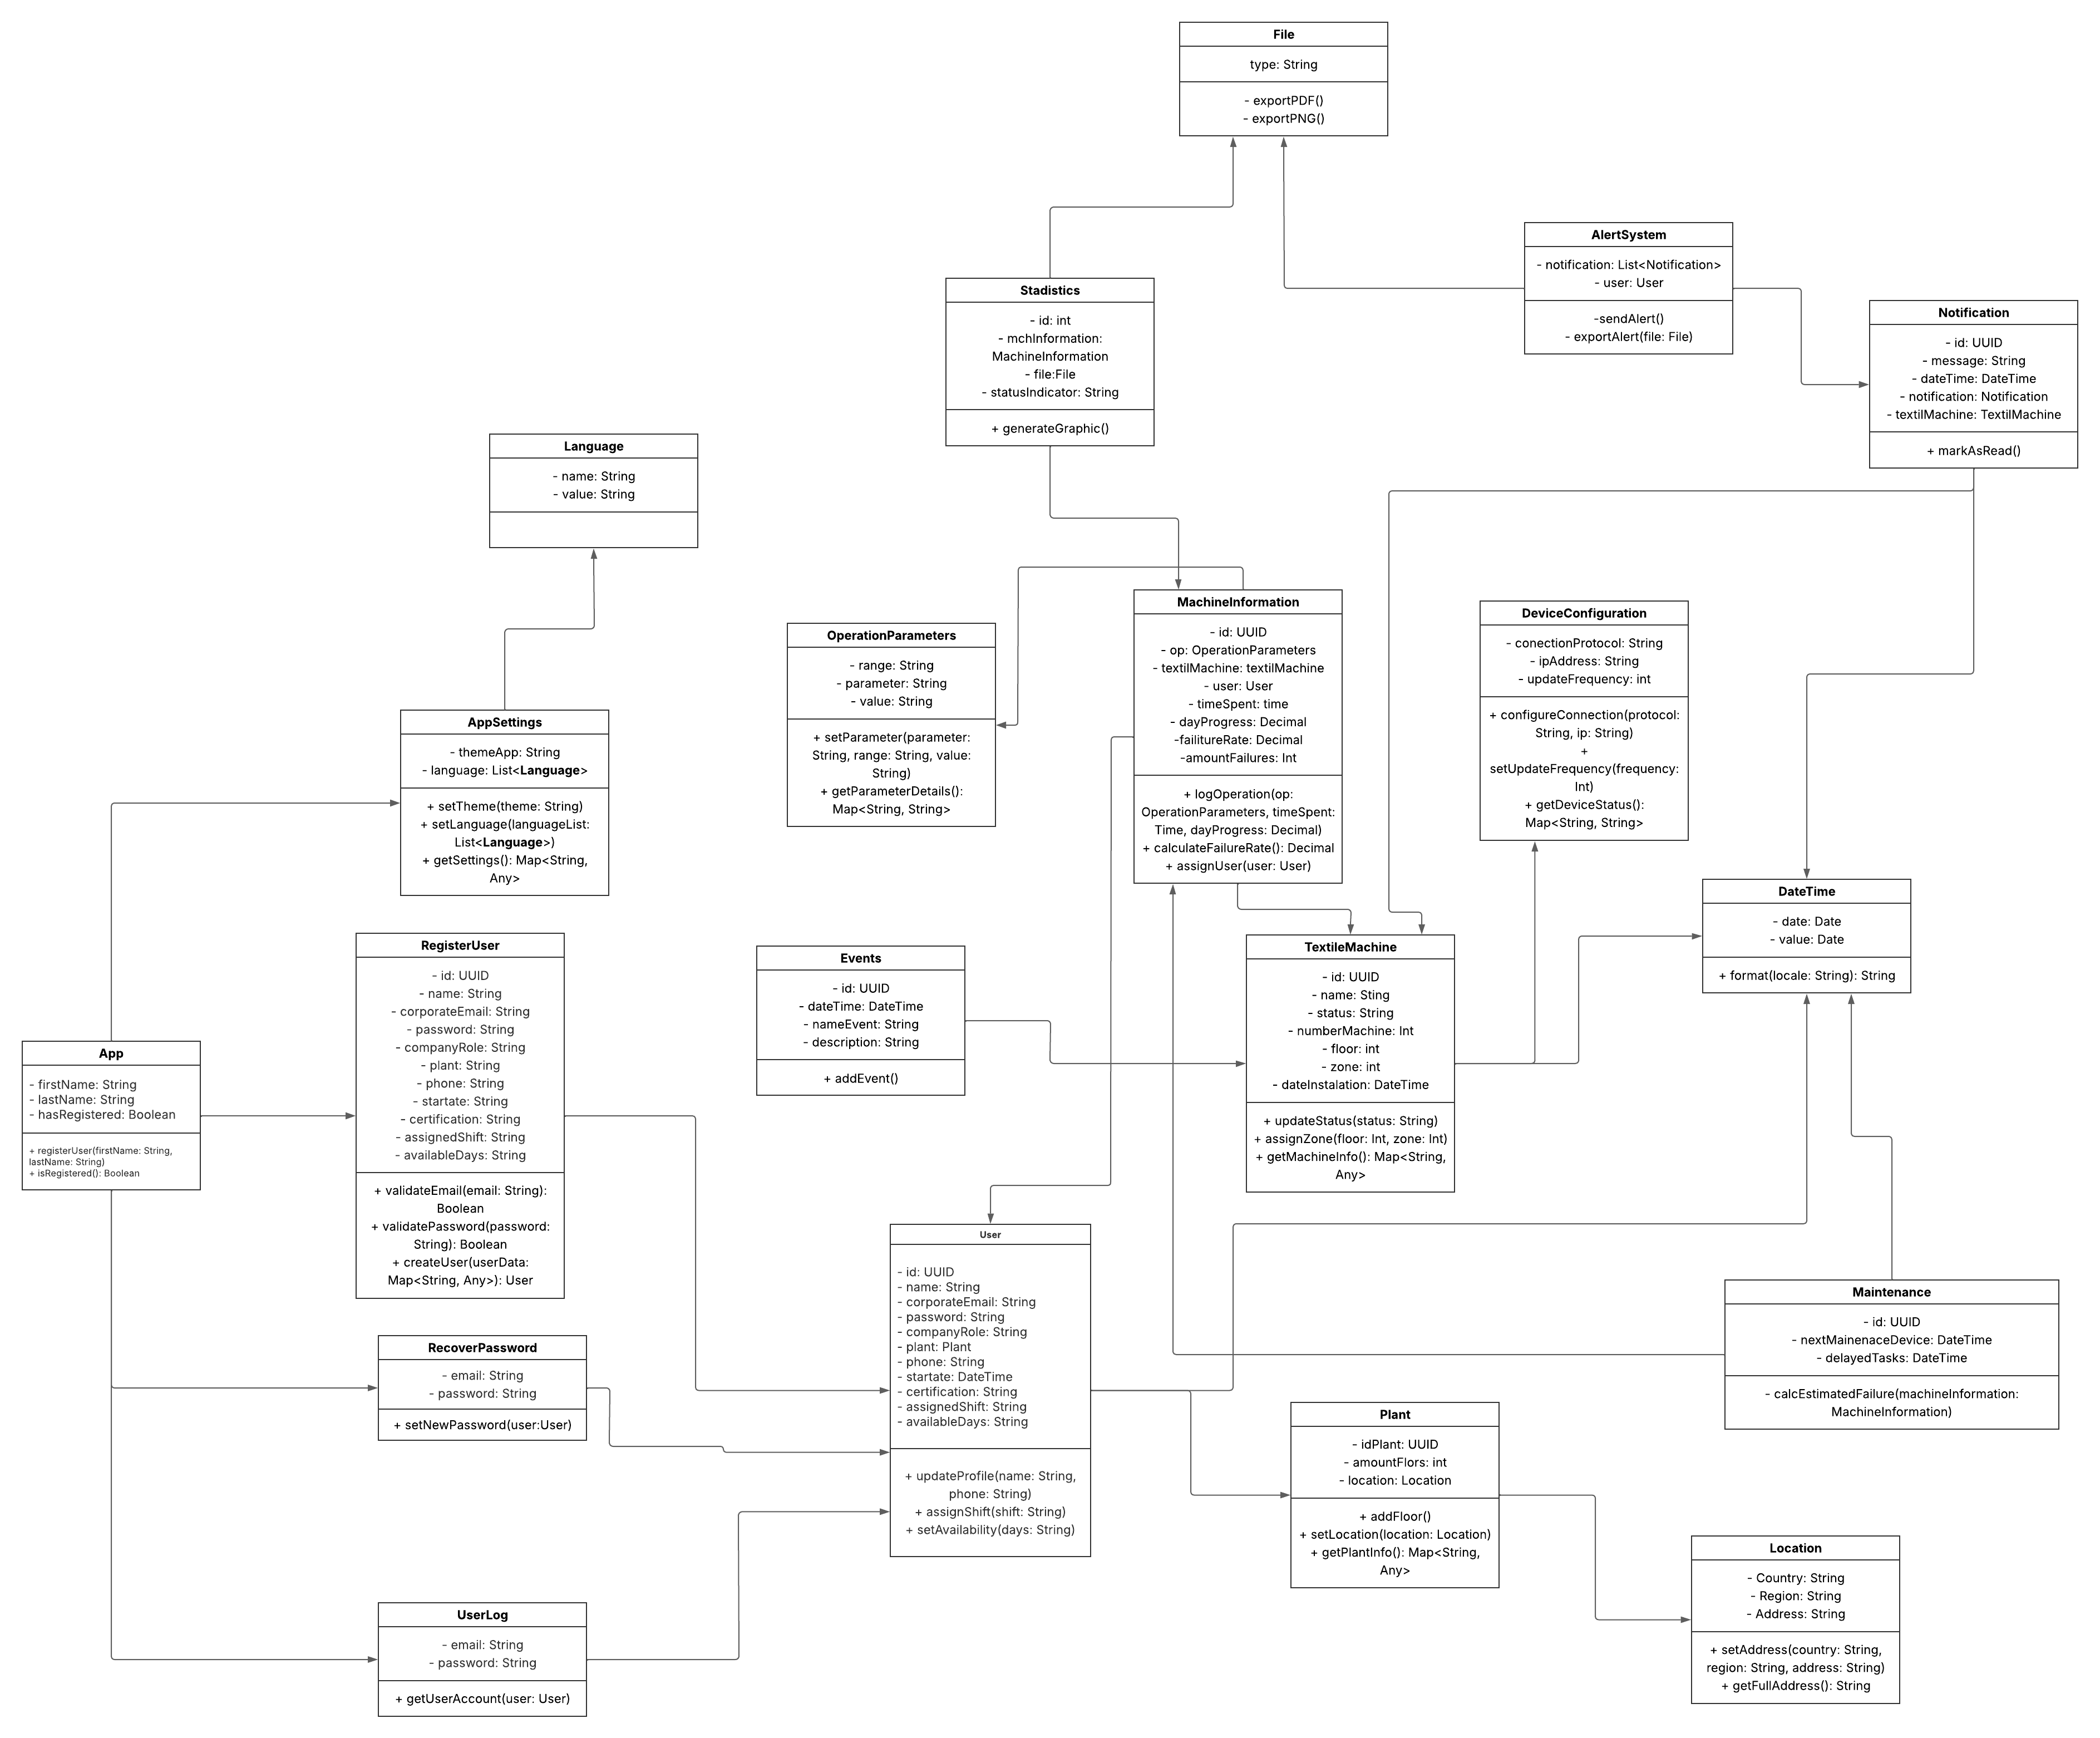 File
type: String
- exportPDF()
- exportPNG()
AlertSystem
- notification: List<Notification>
- user: User
-sendAlert()
- exportAlert(file: File)
Stadistics
- id: int
- mchInformation:
MachineInformation
- file:File
- statusIndicator: String
+ generateGraphic()
Notification
- id: UUID
- message: String
- dateTime: DateTime
- notification: Notification
- textilMachine: TextilMachine
+ markAsRead()
Language
- name: String
- value: String
MachineInformation
- id: UUID
- op: OperationParameters
- textilMachine: textilMachine
- user: User
- timeSpent: time
- dayProgress: Decimal
-failitureRate: Decimal
-amountFailures: Int
+ logOperation(op:
OperationParameters, timeSpent:
Time, dayProgress: Decimal)
+ calculateFailureRate(): Decimal
+ assignUser(user: User)
DeviceConfiguration
- conectionProtocol: String
- ipAddress: String
- updateFrequency: int
+ configureConnection(protocol:
String, ip: String)
+
setUpdateFrequency(frequency:
Int)
+ getDeviceStatus():
Map<String, String>
OperationParameters
- range: String
- parameter: String
- value: String
+ setParameter(parameter:
String, range: String, value:
String)
+ getParameterDetails():
Map<String, String>
AppSettings
- themeApp: String
- language: List<Language>
+ setTheme(theme: String)
+ setLanguage(languageList:
List<Language>)
+ getSettings(): Map<String,
Any>
DateTime
- date: Date
- value: Date
+ format(locale: String): String
RegisterUser
- id: UUID
- name: String
- corporateEmail: String
- password: String
- companyRole: String
- plant: String
- phone: String
- startate: String
- certification: String
- assignedShift: String
- availableDays: String
+ validateEmail(email: String):
Boolean
+ validatePassword(password:
String): Boolean
+ createUser(userData:
Map<String, Any>): User
Events
- id: UUID
- dateTime: DateTime
- nameEvent: String
- description: String
+ addEvent()
TextileMachine
- id: UUID
- name: Sting
- status: String
- numberMachine: Int
- floor: int
- zone: int
- dateInstalation: DateTime
+ updateStatus(status: String)
+ assignZone(floor: Int, zone: Int)
+ getMachineInfo(): Map<String,
Any>
App
- firstName: String
- lastName: String
- hasRegistered: Boolean
+ registerUser(firstName: String,
lastName: String)
+ isRegistered(): Boolean
User
- id: UUID
- name: String
- corporateEmail: String
- password: String
- companyRole: String
- plant: Plant
- phone: String
- startate: DateTime
- certification: String
- assignedShift: String
- availableDays: String
+ updateProfile(name: String,
phone: String)
+ assignShift(shift: String)
+ setAvailability(days: String)
Maintenance
- id: UUID
- nextMainenaceDevice: DateTime
- delayedTasks: DateTime
- calcEstimatedFailure(machineInformation:
MachineInformation)
RecoverPassword
- email: String
- password: String
+ setNewPassword(user:User)
Plant
- idPlant: UUID
- amountFlors: int
- location: Location
+ addFloor()
+ setLocation(location: Location)
+ getPlantInfo(): Map<String,
Any>
Location
- Country: String
- Region: String
- Address: String
+ setAddress(country: String,
region: String, address: String)
+ getFullAddress(): String
UserLog
- email: String
- password: String
+ getUserAccount(user: User)